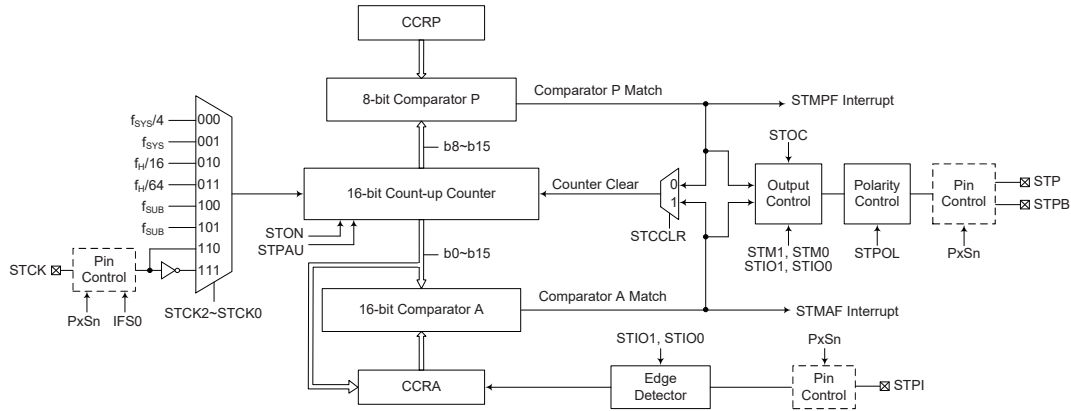 CCRP
8-bit Comparator P
Comparator P Match
STMPF Interrupt
b8~b15
STOC
fSYS/4
000
fSYS
001
fH/16
010
fH/64
011
fSUB
100
fSUB
101
110
111
16-bit Count-up Counter
Counter Clear
0
1
STCCLR
Output
Control
Polarity
Control
Pin
Control
STP
STPB
STON
STPAU
STM1, STM0
STIO1, STIO0
STPOL
PxSn
b0~b15
STCK
Pin
Control
PxSn
IFS0
STCK2~STCK0
16-bit Comparator A
Comparator A Match
STMAF Interrupt
STIO1, STIO0
PxSn
CCRA
Edge
Detector
Pin
Control
STPI